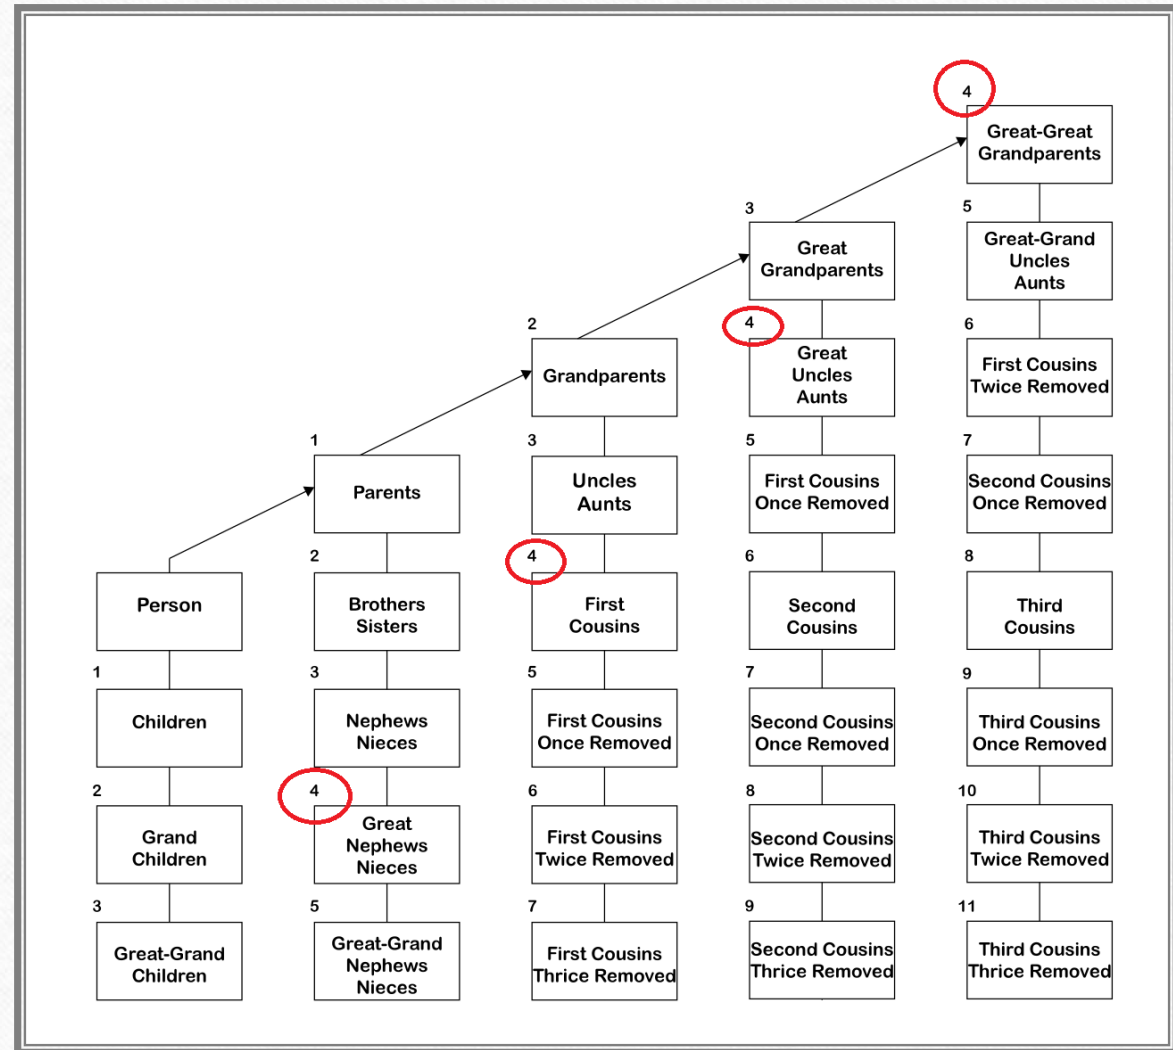 4
Great-Great
Grandparents
3
Great
Grandparents
5
Great-Grand
Uncles
Aunts
2
Grandparents
4
Great
Uncles
Aunts
6
First Cousins
Twice Removed
1
Parents
3
Uncles
Aunts
5
First Cousins
Once Removed
7
Second Cousins
Once Removed
Person
2
Brothers
Sisters
4
First
Cousins
6
Second
Cousins
8
Third
Cousins
1
Children
3
Nephews
Nieces
5
First Cousins
Once Removed
7
Second Cousins
Once Removed
9
Third Cousins
Once Removed
2
Grand
Children
4
Great
Nephews
Nieces
6
First Cousins
Twice Removed
8
Second Cousins
Twice Removed
10
Third Cousins
Twice Removed
3
Great-Grand
Children
5
Great-Grand
Nephews
Nieces
7
First Cousins
Thrice Removed
9
Second Cousins
Thrice Removed
11
Third Cousins
Thrice Removed